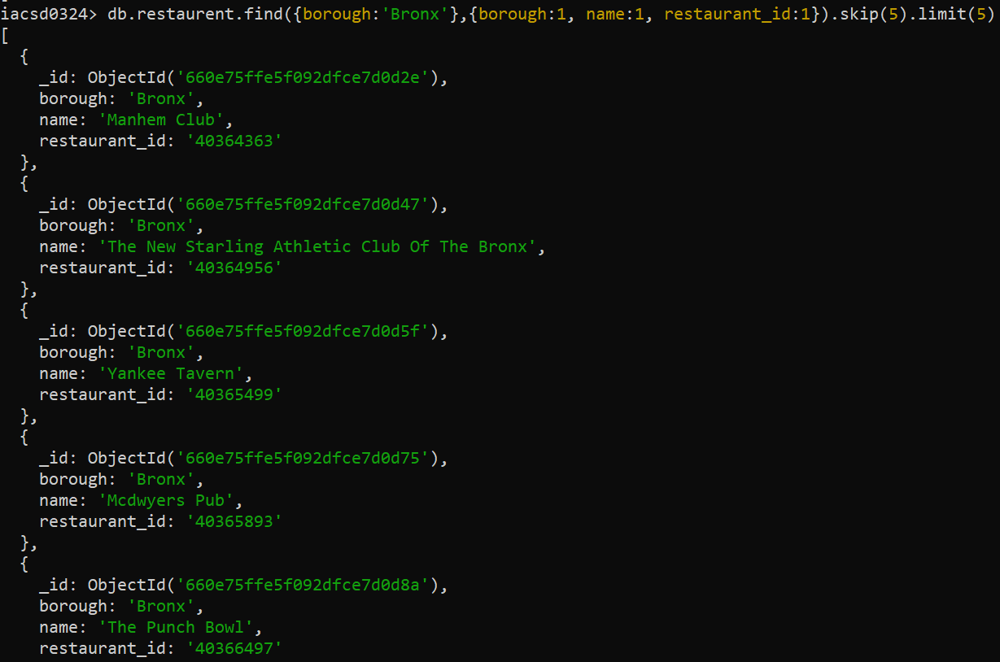 iacsd0324> db.restaurent.find({borough:'Bronx'},{borough:1, name:1, restaurant_id:1}).skip(5).limit(5)
[
  {
    _id: ObjectId('660e75ffe5f092dfce7d0d2e'),
    borough: 'Bronx',
    name: 'Manhem Club',
    restaurant_id: '40364363'
  },
  {
    _id: ObjectId('660e75ffe5f092dfce7d0d47'),
    borough: 'Bronx',
    name: 'The New Starling Athletic Club Of The Bronx',
    restaurant_id: '40364956'
  },
  {
    _id: ObjectId('660e75ffe5f092dfce7d0d5f'),
    borough: 'Bronx',
    name: 'Yankee Tavern',
    restaurant_id: '40365499'
  },
  {
    _id: ObjectId('660e75ffe5f092dfce7d0d75'),
    borough: 'Bronx',
    name: 'Mcdwyers Pub',
    restaurant_id: '40365893'
  },
  {
    _id: ObjectId('660e75ffe5f092dfce7d0d8a'),
    borough: 'Bronx',
    name: 'The Punch Bowl',
    restaurant_id: '40366497'